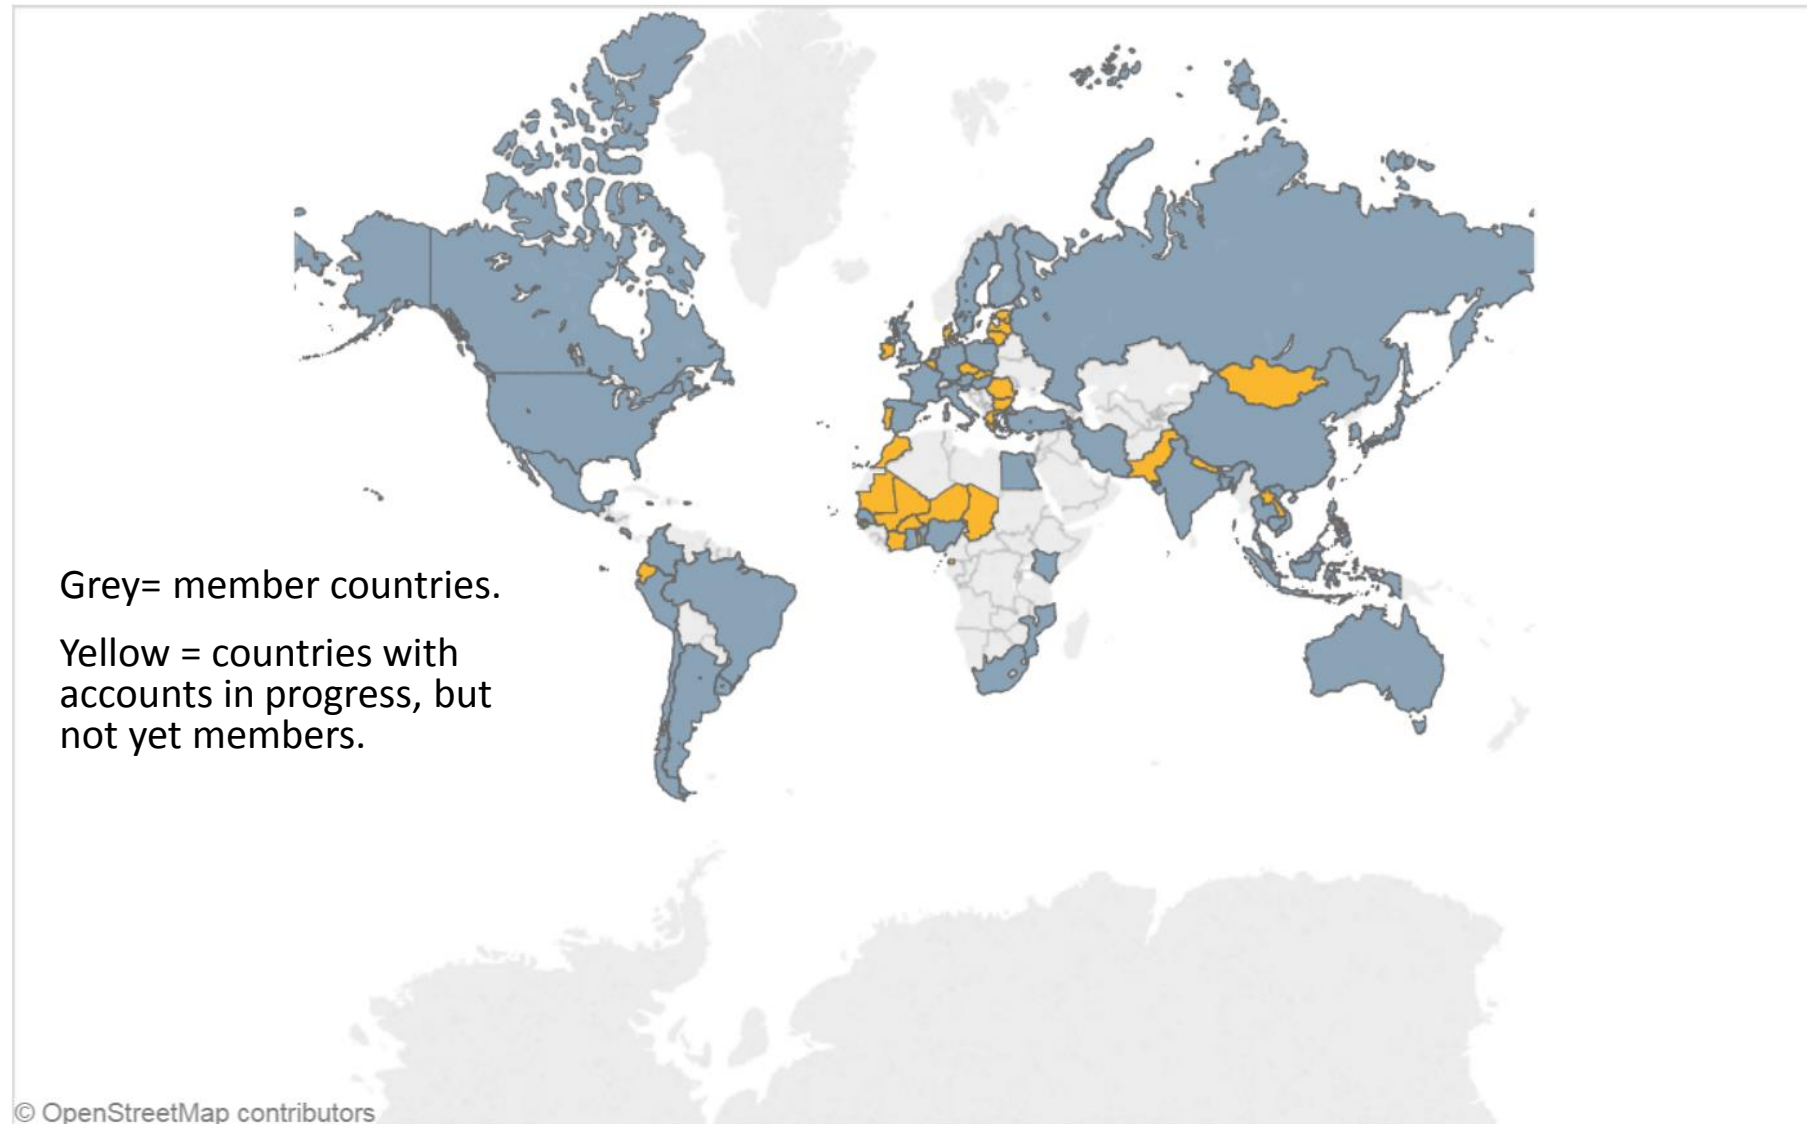 Grey= member countries.
Yellow = countries with
accounts in progress, but
not yet members.
© OpenStreetMap contributors